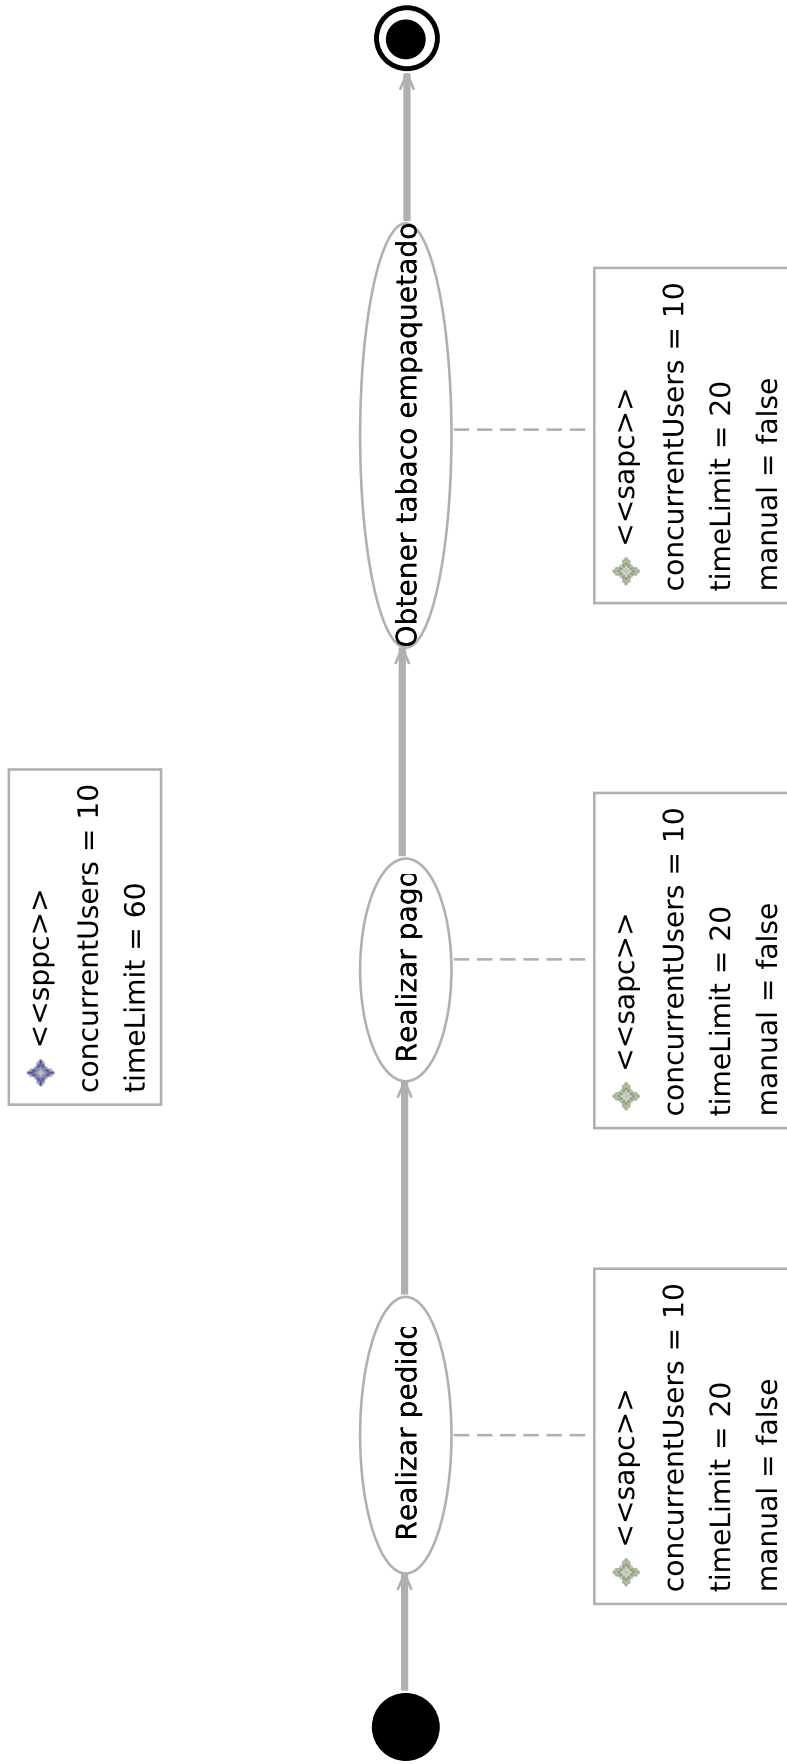 <<sppc>>
concurrentUsers = 10
timeLimit = 60
Realizar pedido
Realizar pago
Obtener tabaco empaquetado
<<sapc>>
concurrentUsers = 10
timeLimit = 20
manual = false
<<sapc>>
concurrentUsers = 10
timeLimit = 20
manual = false
<<sapc>>
concurrentUsers = 10
timeLimit = 20
manual = false